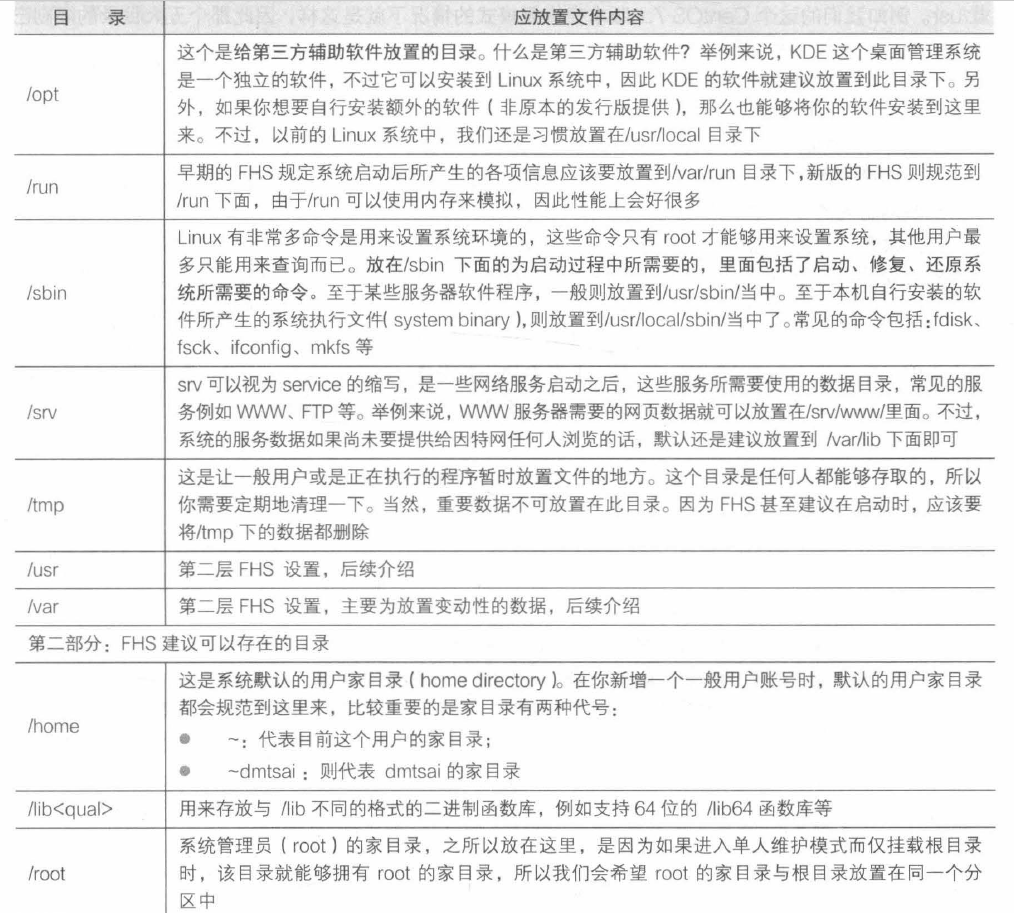 目 录 应放置文件内容
/opt
这个是给第三方辅助软件放置的目录。什么是第三方辅助软件？举例来说，KDE 这个桌面管理系统
是一个独立的软件，不过它可以安装到 Linux 系统中，因此 KDE 的软件就建议放置到此目录下。另
外，如果你想要自行安装额外的软件（非原本的发行版提供），那么也能够将你的软件安装到这里
来。不过，以前的 Linux 系统中，我们还是习惯放置在/usr/local 目录下
/run
早期的 FHS 规定系统启动后所产生的各项信息应该要放置到/var/run 目录下，新版的 FHS 则规范到
/run 下面，由于/run 可以使用内存来模拟，因此性能上会好很多
/sbin
Linux 有非常多命令是用来设置系统环境的，这些命令只有 root 才能够用来设置系统，其他用户最
多只能用来查询而已。放在/sbin 下面的为启动过程中所需要的，里面包括了启动、修复、还原系
统所需要的命令。至于某些服务器软件程序，一般则放置到/usr/sbin/当中。至于本机自行安装的软
件所产生的系统执行文件（system binary），则放置到/usr/local/sbin/当中了。常见的命令包括：fdisk、
fsck、ifconfig、mkfs 等
/srv
srv 可以视为 service 的缩写，是一些网络服务启动之后，这些服务所需要使用的数据目录，常见的服
务例如 WWW、FTP 等。举例来说，WWW 服务器需要的网页数据就可以放置在/srv/www/里面。不过，
系统的服务数据如果尚未要提供给因特网任何人浏览的话，默认还是建议放置到 /var/lib 下面即可
/tmp
这是让一般用户或是正在执行的程序暂时放置文件的地方。这个目录是任何人都能够存取的，所以
你需要定期地清理一下。当然，重要数据不可放置在此目录。因为 FHS 甚至建议在启动时，应该要
将/tmp 下的数据都删除
/usr 第二层 FHS 设置，后续介绍
/var 第二层 FHS 设置，主要为放置变动性的数据，后续介绍
第二部分：FHS 建议可以存在的目录
/home
这是系统默认的用户家目录（home directory）。在你新增一个一般用户账号时，默认的用户家目录
都会规范到这里来，比较重要的是家目录有两种代号：
● ~：代表目前这个用户的家目录；
● ~dmtsai：则代表 dmtsai 的家目录
/lib<qual> 用来存放与 /lib 不同的格式的二进制函数库，例如支持 64 位的 /lib64 函数库等
/root
系统管理员（root）的家目录，之所以放在这里，是因为如果进入单人维护模式而仅挂载根目录
时，该目录就能够拥有 root 的家目录，所以我们会希望 root 的家目录与根目录放置在同一个分
区中